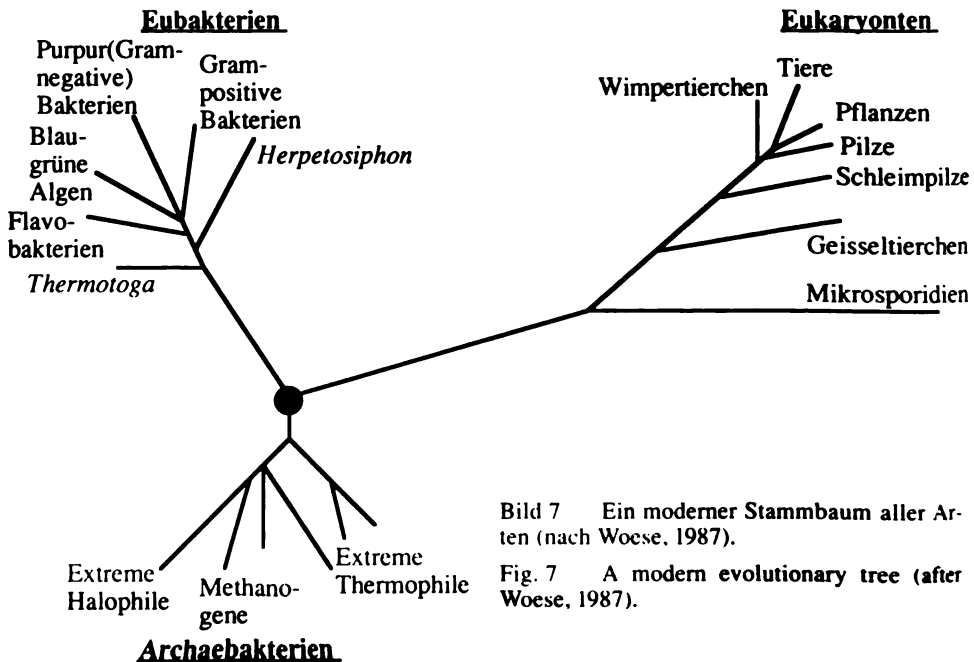 Eubakterien
Purpur(Gram-
negative)
Bakterien
Gram-
positive
Bakterien
Blau-
grüne
Algen
Herpetosiphon
Flavo-
bakterien
Thermotoga
Eukaryonten
Wimpertierchen
Tiere
Pflanzen
Pilze
Schleimpilze
Geisseltierchen
Mikrosporidien
Extreme
Halophile
Methano-
gene
Extreme
Thermophile
Archaebakterien
Bild 7 Ein moderner Stammbaum aller Ar-
ten (nach Woese, 1987).
Fig. 7 A modern evolutionary tree (after
Woese, 1987).